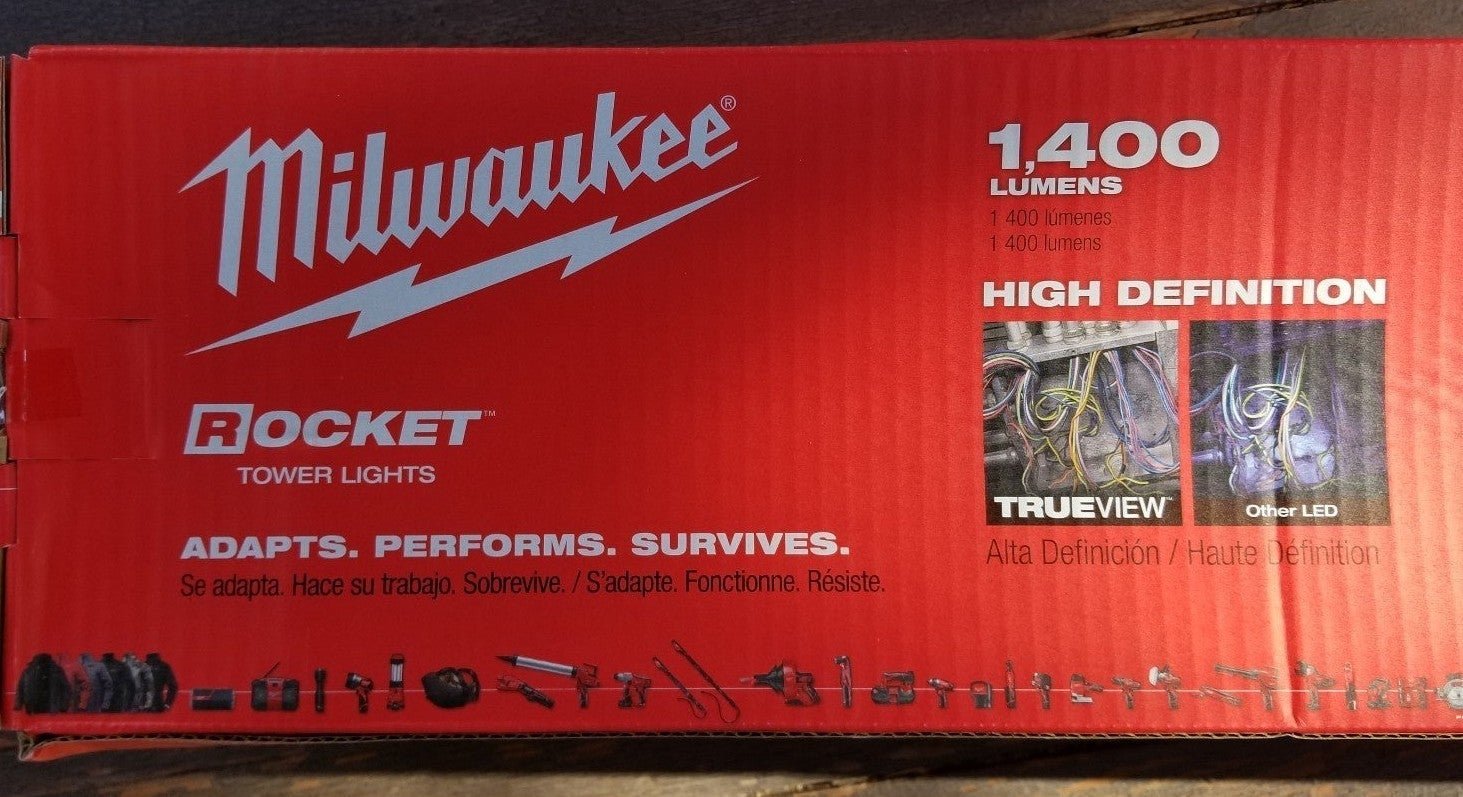 Milwaukee®
ROCKET™
TOWER LIGHTS
ADAPTS. PERFORMS. SURVIVES.
Se adapta. Hace su trabajo. Sobrevive. / S'adapte. Fonctionne. Résiste.
1,400
LUMENS
1 400 lúmenes
1 400 lumens
HIGH DEFINITION
TRUEVIEW™
Other LED
Alta Definición / Haute Définition